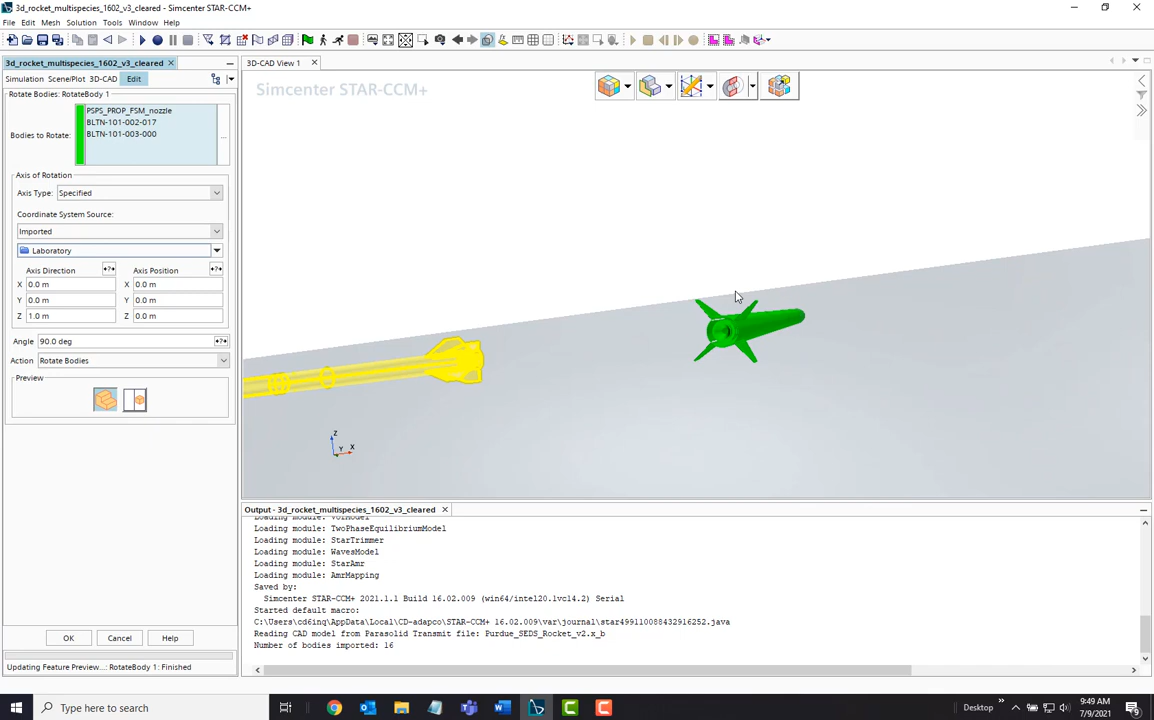 3d_rocket_multispecies_1602_v3_cleared - Simcenter STAR-CCM+
File Edit Mesh Solution Tools Window Help
3d_rocket_multispecies_1602_v3_cleared
3D-CAD View 1
Simulation Scene/Plot 3D-CAD Edit
Rotate Bodies: RotateBody 1
Simcenter STAR-CCM+
Bodies to Rotate:
PSPS_PROP_FSM_nozzle
BLTN-101-002-017
BLTN-101-003-000
...
Axis of Rotation
Axis Type: Specified
Coordinate System Source:
Imported
Laboratory
Axis Direction Axis Position
X 0.0 m X 0.0 m
Y 0.0 m Y 0.0 m
Z 1.0 m Z 0.0 m
Angle 90.0 deg
Action Rotate Bodies
Preview
Z
Y X
OK Cancel Help
Updating Feature Preview...: RotateBody 1: Finished
Output - 3d_rocket_multispecies_1602_v3_cleared
Loading module: TwoPhaseEquilibriumModel
Loading module: StarTrimmer
Loading module: WavesModel
Loading module: StarAmr
Loading module: AmrMapping
Saved by:
Simcenter STAR-CCM+ 2021.1.1 Build 16.02.009 (win64/intel20.1vc14.2) Serial
Started default macro:
C:\Users\cd6inq\AppData\Local\CD-adapco\STAR-CCM+ 16.02.009\var\journal\star499110088432916252.java
Reading CAD model from Parasolid Transmit file: Purdue_SEDS_Rocket_v2.x_b
Number of bodies imported: 16
Type here to search
Desktop
9:49 AM
7/9/2021